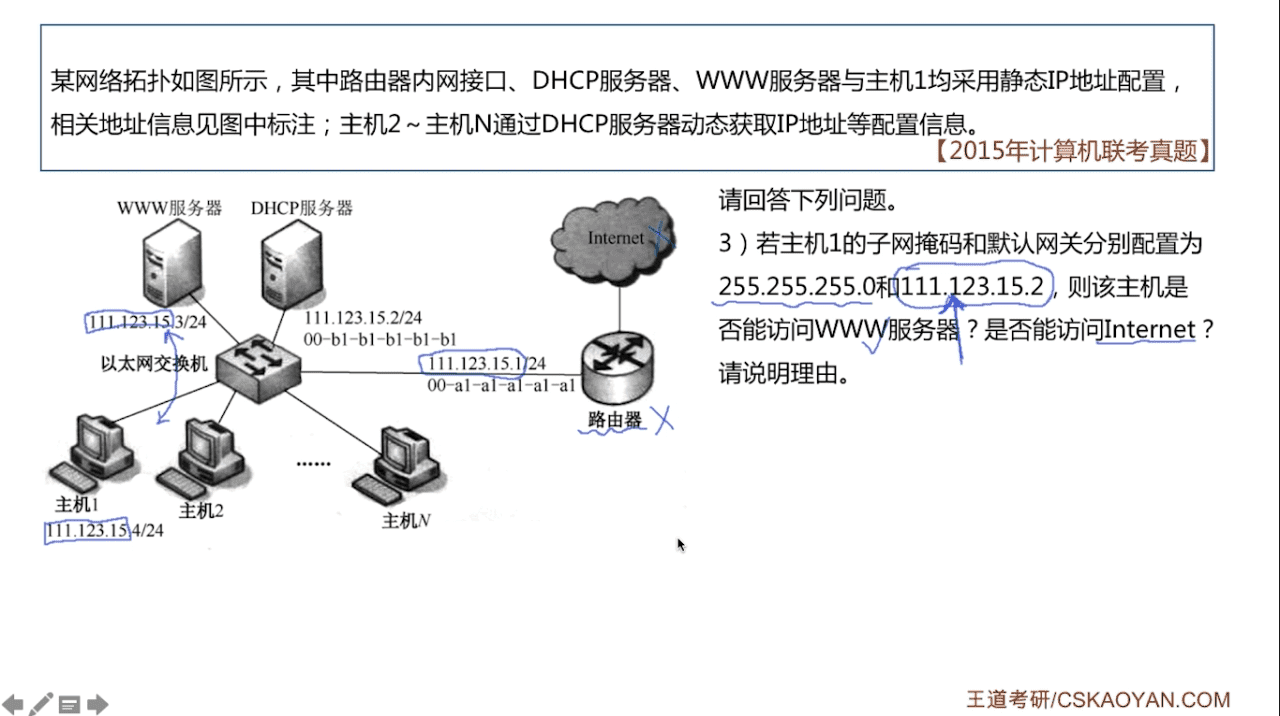 某网络拓扑如图所示，其中路由器内网接口、DHCP服务器、WWW服务器与主机1均采用静态IP地址配置，
相关地址信息见图中标注；主机2～主机N通过DHCP服务器动态获取IP地址等配置信息。
【2015年计算机联考真题】
请回答下列问题。
3）若主机1的子网掩码和默认网关分别配置为
255.255.255.0和111.123.15.2，则该主机是
否能访问WWW服务器？是否能访问Internet？
请说明理由。
WWW服务器
DHCP服务器
Internet
111.123.15.3/24
111.123.15.2/24
00-b1-b1-b1-b1-b1
以太网交换机
111.123.15.1/24
00-a1-a1-a1-a1-a1
路由器
......
主机1
主机2
主机N
111.123.15.4/24
王道考研/CSKAOYAN.COM